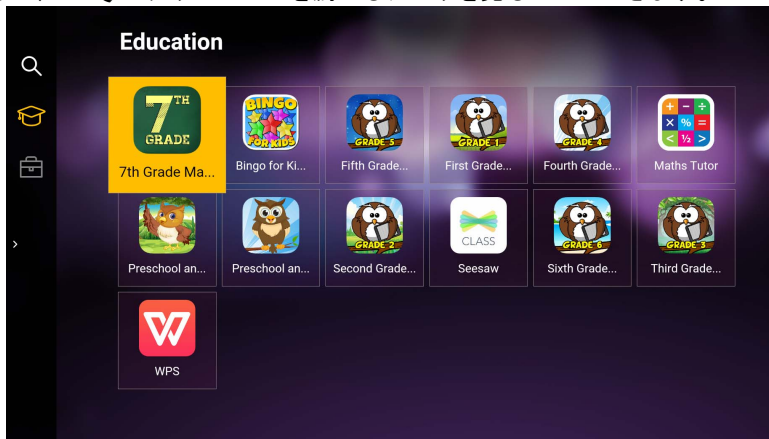 Education
7TH
GRADE
7th Grade Ma...
BINGO
FOR KIDS
Bingo for Ki...
GRADE 5
Fifth Grade...
GRADE 1
First Grade...
GRADE 4
Fourth Grade...
+ − ÷
× % =
< ½ >
Maths Tutor
Preschool an...
Preschool an...
GRADE 2
Second Grade...
CLASS
Seesaw
GRADE 6
Sixth Grade...
GRADE 3
Third Grade...
W
WPS